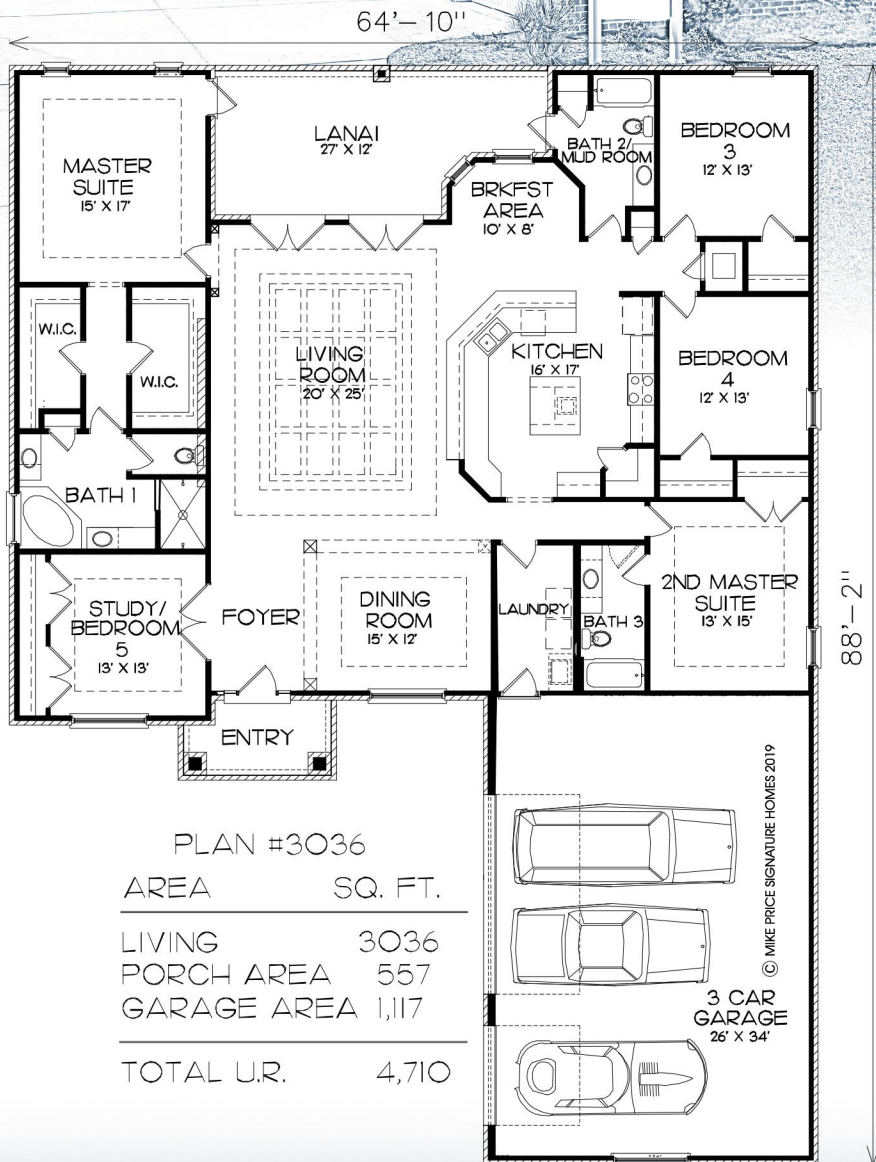 64'- 10"
MASTER
SUITE
15' X 17'
LANAI
27' X 12'
BRKFST
AREA
10' X 8'
BATH 2/
MUD ROOM
BEDROOM
3
12' X 13'
W.I.C.
W.I.C.
LIVING
ROOM
20' X 25'
KITCHEN
16' X 17'
BEDROOM
4
12' X 13'
BATH 1
STUDY/
BEDROOM
5
13' X 13'
FOYER
DINING
ROOM
15' X 12'
LAUNDRY
BATH 3
2ND MASTER
SUITE
13' X 15'
88'- 2"
ENTRY
PLAN #3036
AREA SQ. FT.
LIVING 3036
PORCH AREA 557
GARAGE AREA 1,117
TOTAL U.R. 4,710
© MIKE PRICE SIGNATURE HOMES 2019
3 CAR
GARAGE
26' X 34'